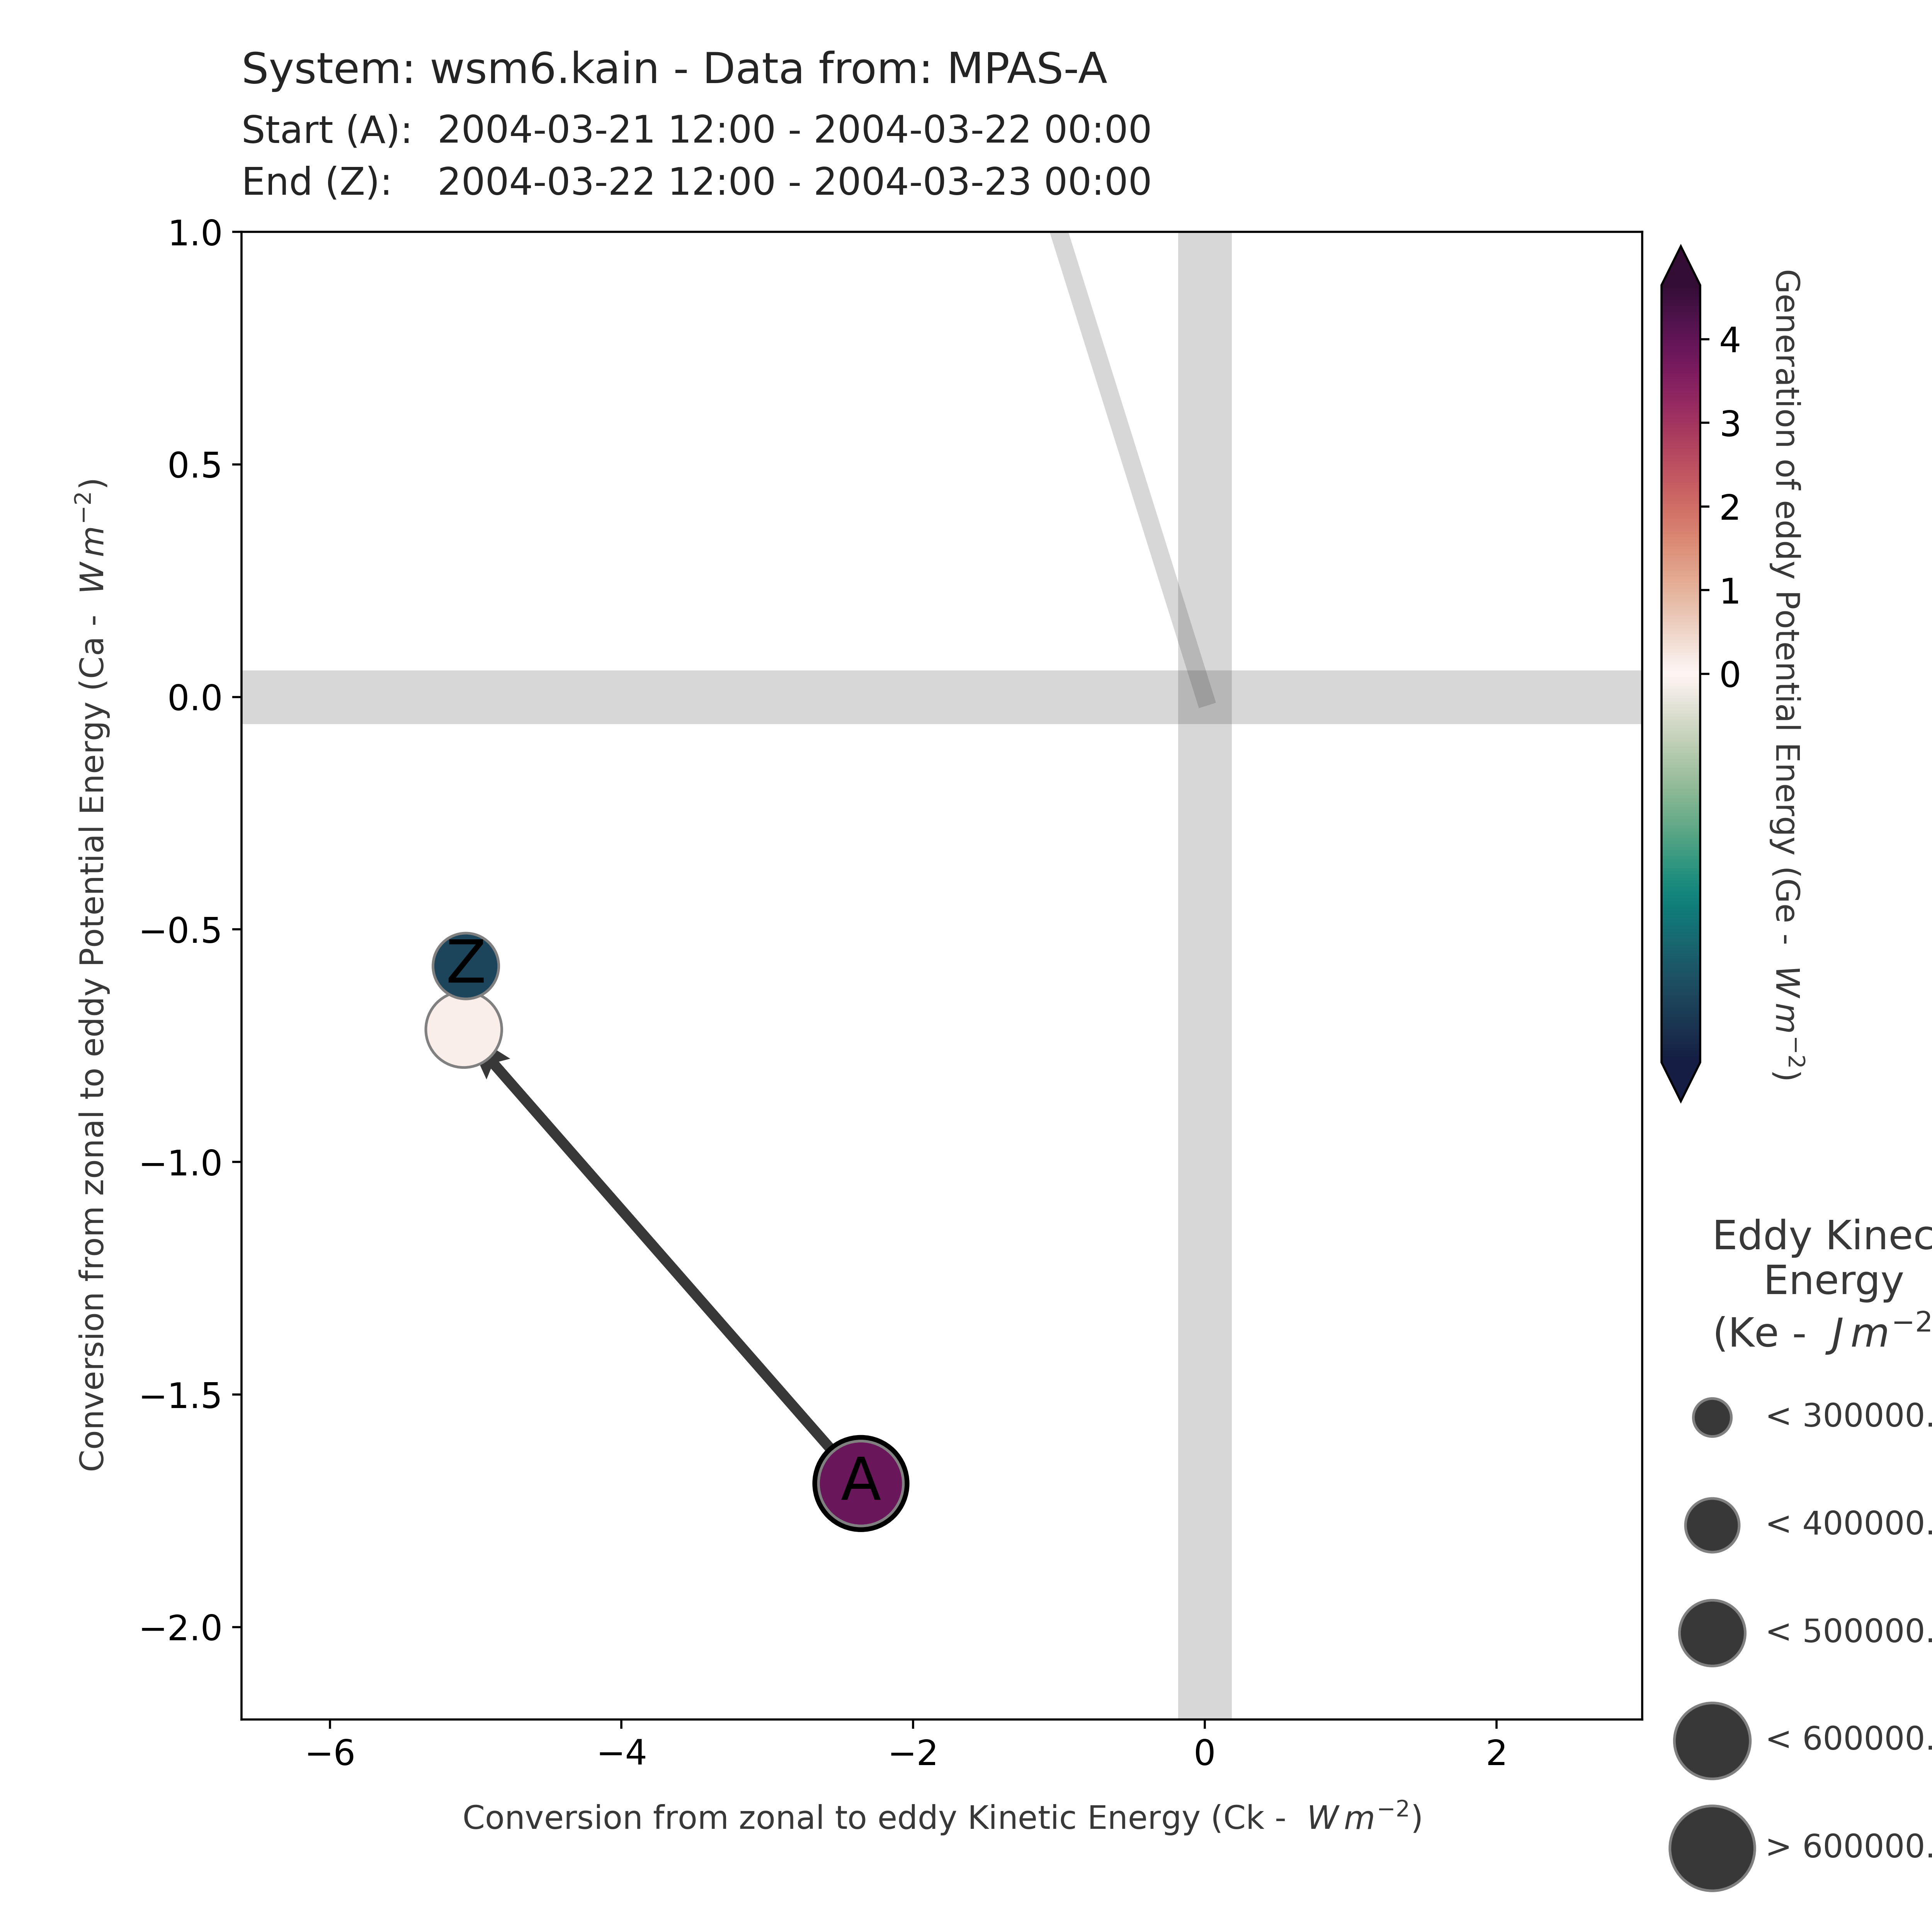 System: wsm6.kain - Data from: MPAS-A
Start (A): 2004-03-21 12:00 - 2004-03-22 00:00
End (Z): 2004-03-22 12:00 - 2004-03-23 00:00
1.0
0.5
0.0
−0.5
−1.0
−1.5
−2.0
Conversion from zonal to eddy Potential Energy (Ca - W m⁻²)
Z
A
−6
−4
−2
0
2
Conversion from zonal to eddy Kinetic Energy (Ck - W m⁻²)
4
3
2
1
0
Generation of eddy Potential Energy (Ge - W m⁻²)
Eddy Kinec
Energy
(Ke - J m⁻²
< 300000.
< 400000.
< 500000.
< 600000.
> 600000.